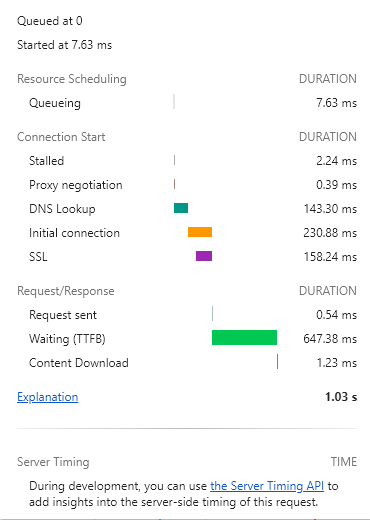 Queued at 0
Started at 7.63 ms
Resource Scheduling DURATION
Queueing 7.63 ms
Connection Start DURATION
Stalled 2.24 ms
Proxy negotiation 0.39 ms
DNS Lookup 143.30 ms
Initial connection 230.88 ms
SSL 158.24 ms
Request/Response DURATION
Request sent 0.54 ms
Waiting (TTFB) 647.38 ms
Content Download 1.23 ms
Explanation 1.03 s
Server Timing TIME
During development, you can use the Server Timing API to
add insights into the server-side timing of this request.